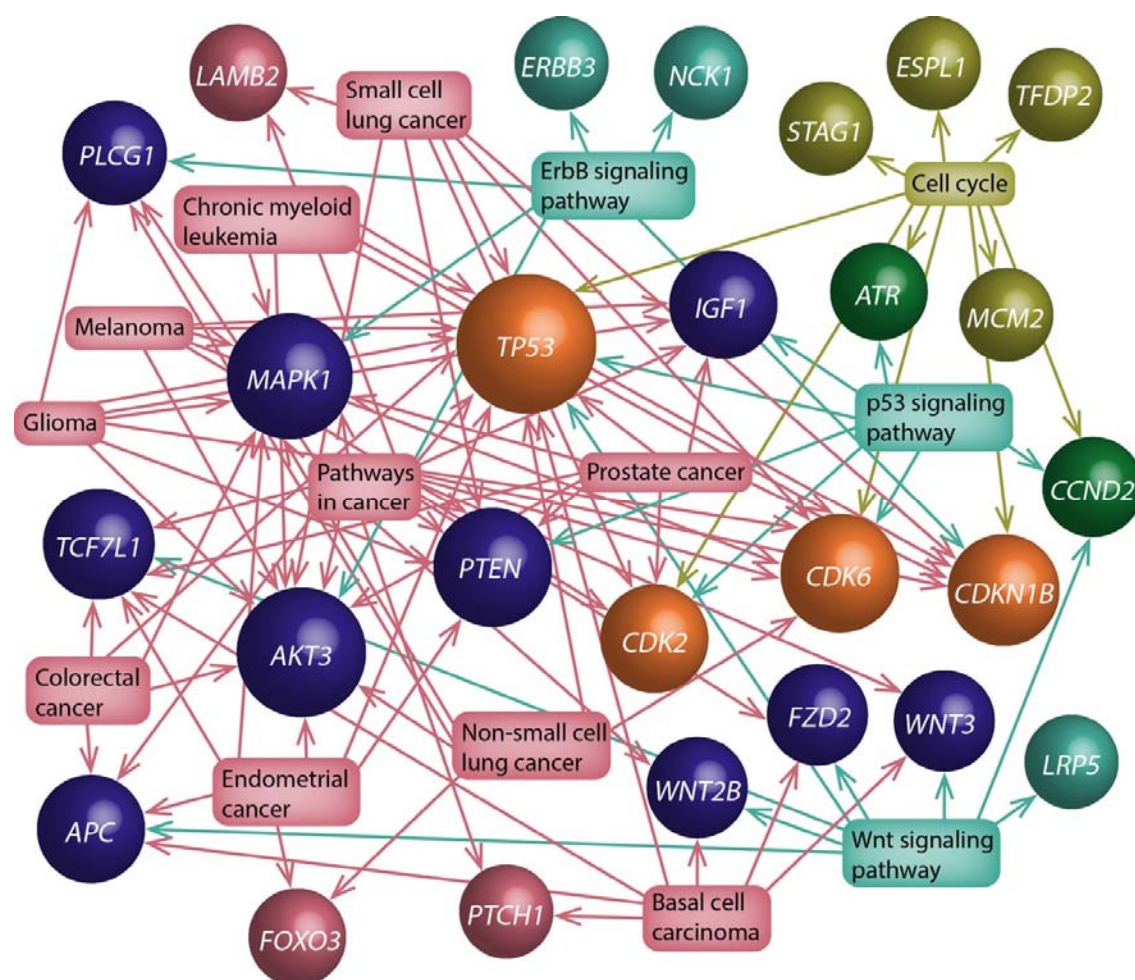 LAMB2
Small cell
lung cancer
ERBB3
NCK1
ESPL1
TFDP2
STAG1
PLCG1
ErbB signaling
pathway
Cell cycle
Chronic myeloid
leukemia
Melanoma
MAPK1
TP53
IGF1
ATR
MCM2
Glioma
p53 signaling
pathway
Pathways
in cancer
Prostate cancer
CCND2
TCF7L1
PTEN
CDK6
CDKN1B
CDK2
AKT3
Colorectal
cancer
Non-small cell
lung cancer
FZD2
WNT3
LRP5
Endometrial
cancer
WNT2B
APC
Wnt signaling
pathway
FOXO3
PTCH1
Basal cell
carcinoma